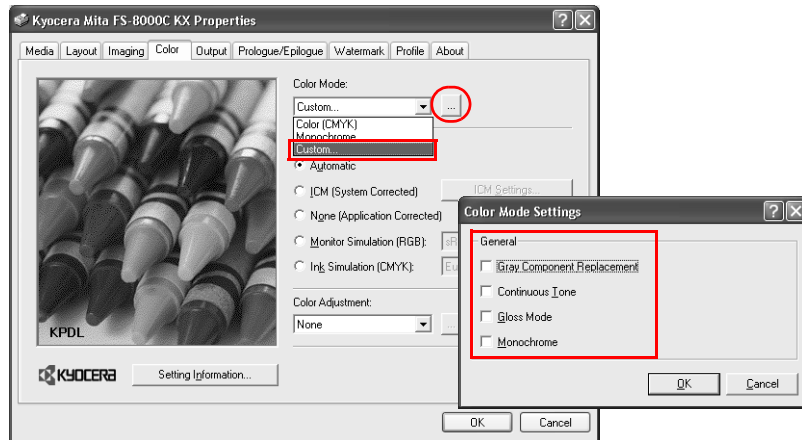 Kyocera Mita FS-8000C KX Properties
Media Layout Imaging Color Output Prologue/Epilogue Watermark Profile About
Color Mode:
Custom... ...
Color (CMYK)
Monochrome
Custom...
Automatic
ICM (System Corrected) ICM Settings...
None (Application Corrected)
Monitor Simulation (RGB): sR
Ink Simulation (CMYK): Eu
Color Adjustment:
None
KPDL
KYOCERA Setting Information...
OK Cancel
Color Mode Settings
General
Gray Component Replacement
Continuous Tone
Gloss Mode
Monochrome
OK Cancel